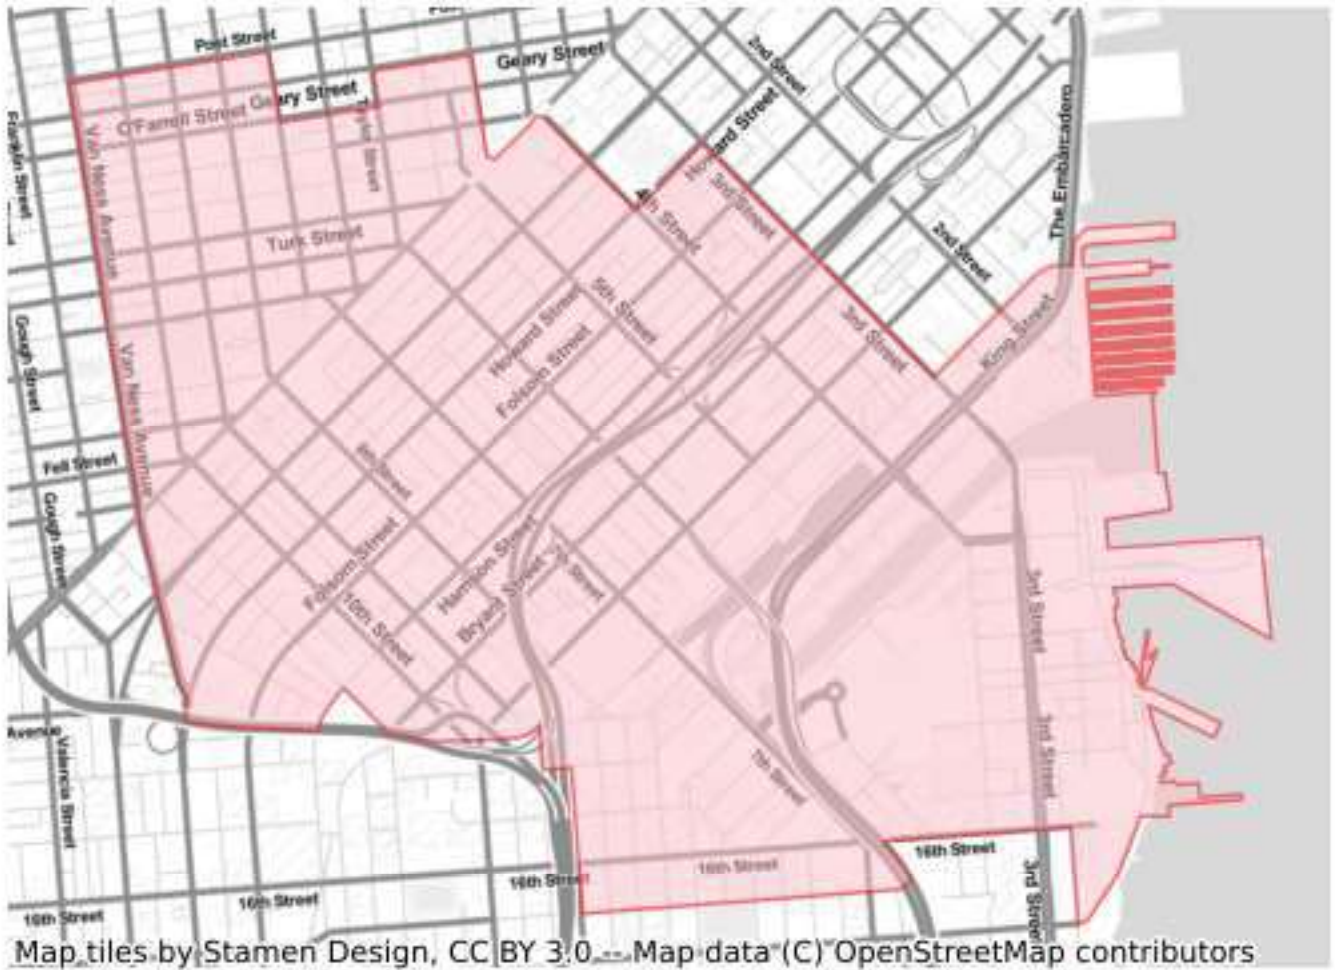 Post Street
Geary Street
2nd Street
Geary Street
O'Farrell Street
Howard Street
The Embarcadero
Franklin Street
Van Ness Avenue
Howard Street
3rd Street
4th Street
Turk Street
2nd Street
5th Street
Howard Street
Folsom Street
3rd Street
King Street
Gough Street
Van Ness Avenue
Fell Street
Gough Street
Folsom Street
Harrison Street
Bryant Street
7th Street
10th Street
3rd Street
Avenue
Valencia Street
3rd Street
7th Street
16th Street
16th Street
16th Street
16th Street
16th Street
3rd Street
Map tiles by Stamen Design, CC BY 3.0 -- Map data (C) OpenStreetMap contributors